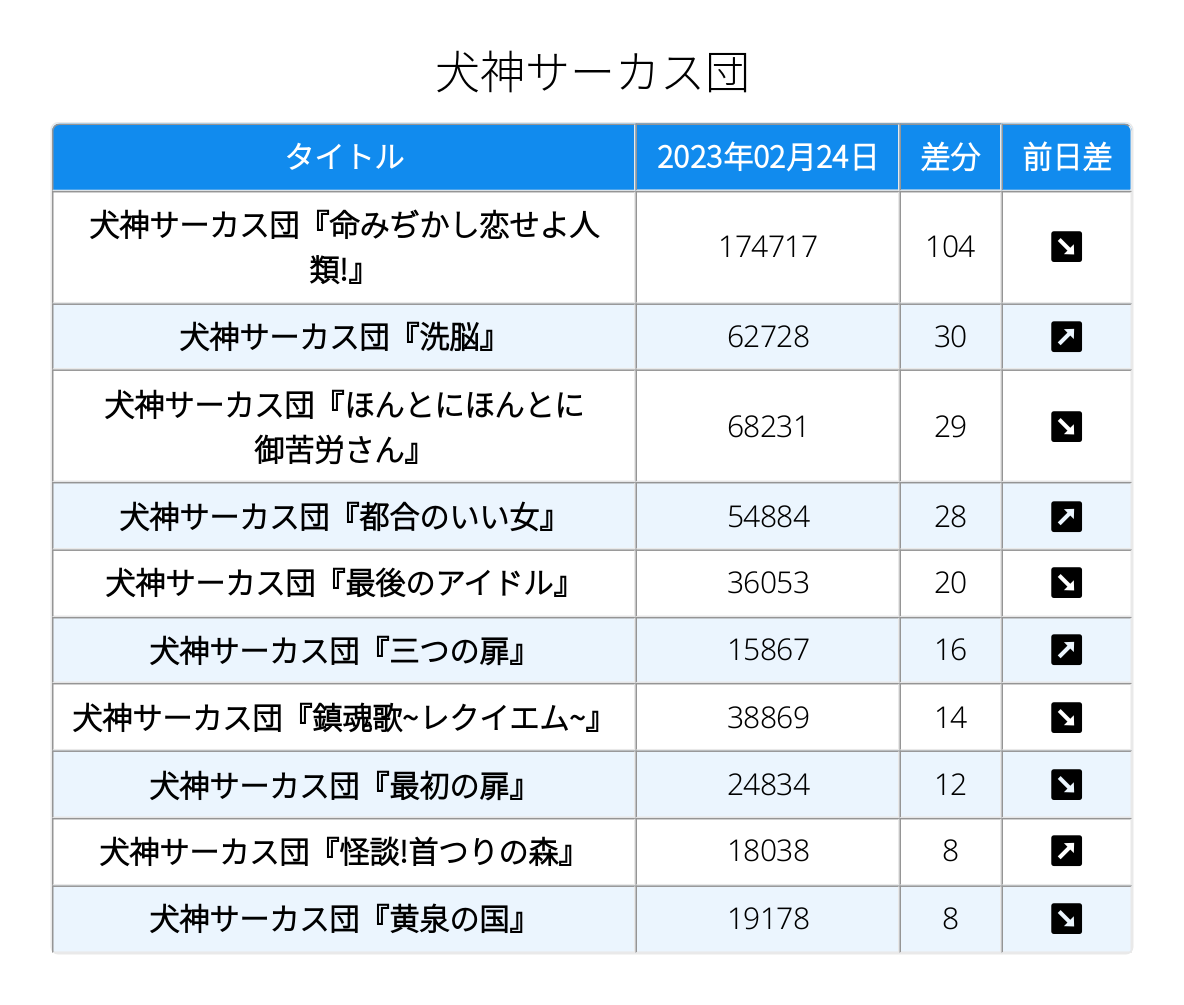 犬神サーカス団
タイトル 2023年02月24日 差分 前日差
犬神サーカス団『命みぢかし恋せよ人
類!』 174717 104 ↘
犬神サーカス団『洗脳』 62728 30 ↗
犬神サーカス団『ほんとにほんとに
御苦労さん』 68231 29 ↘
犬神サーカス団『都合のいい女』 54884 28 ↗
犬神サーカス団『最後のアイドル』 36053 20 ↘
犬神サーカス団『三つの扉』 15867 16 ↗
犬神サーカス団『鎮魂歌~レクイエム~』 38869 14 ↘
犬神サーカス団『最初の扉』 24834 12 ↘
犬神サーカス団『怪談!首つりの森』 18038 8 ↗
犬神サーカス団『黄泉の国』 19178 8 ↘